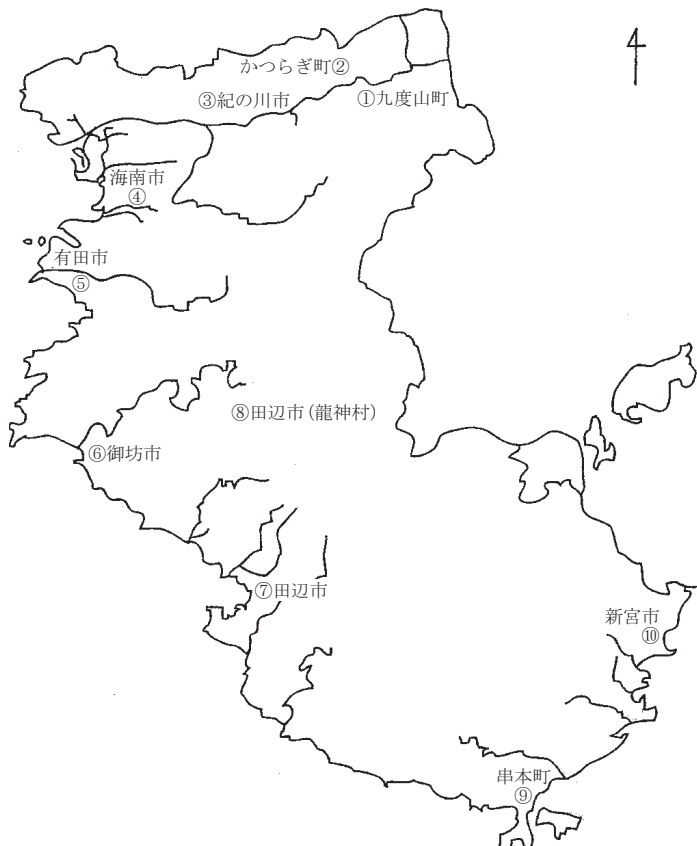 かつらぎ町②
③紀の川市
①九度山町
海南市
④
有田市
⑤
⑧田辺市(龍神村)
⑥御坊市
⑦田辺市
新宮市
⑩
串本町
⑨